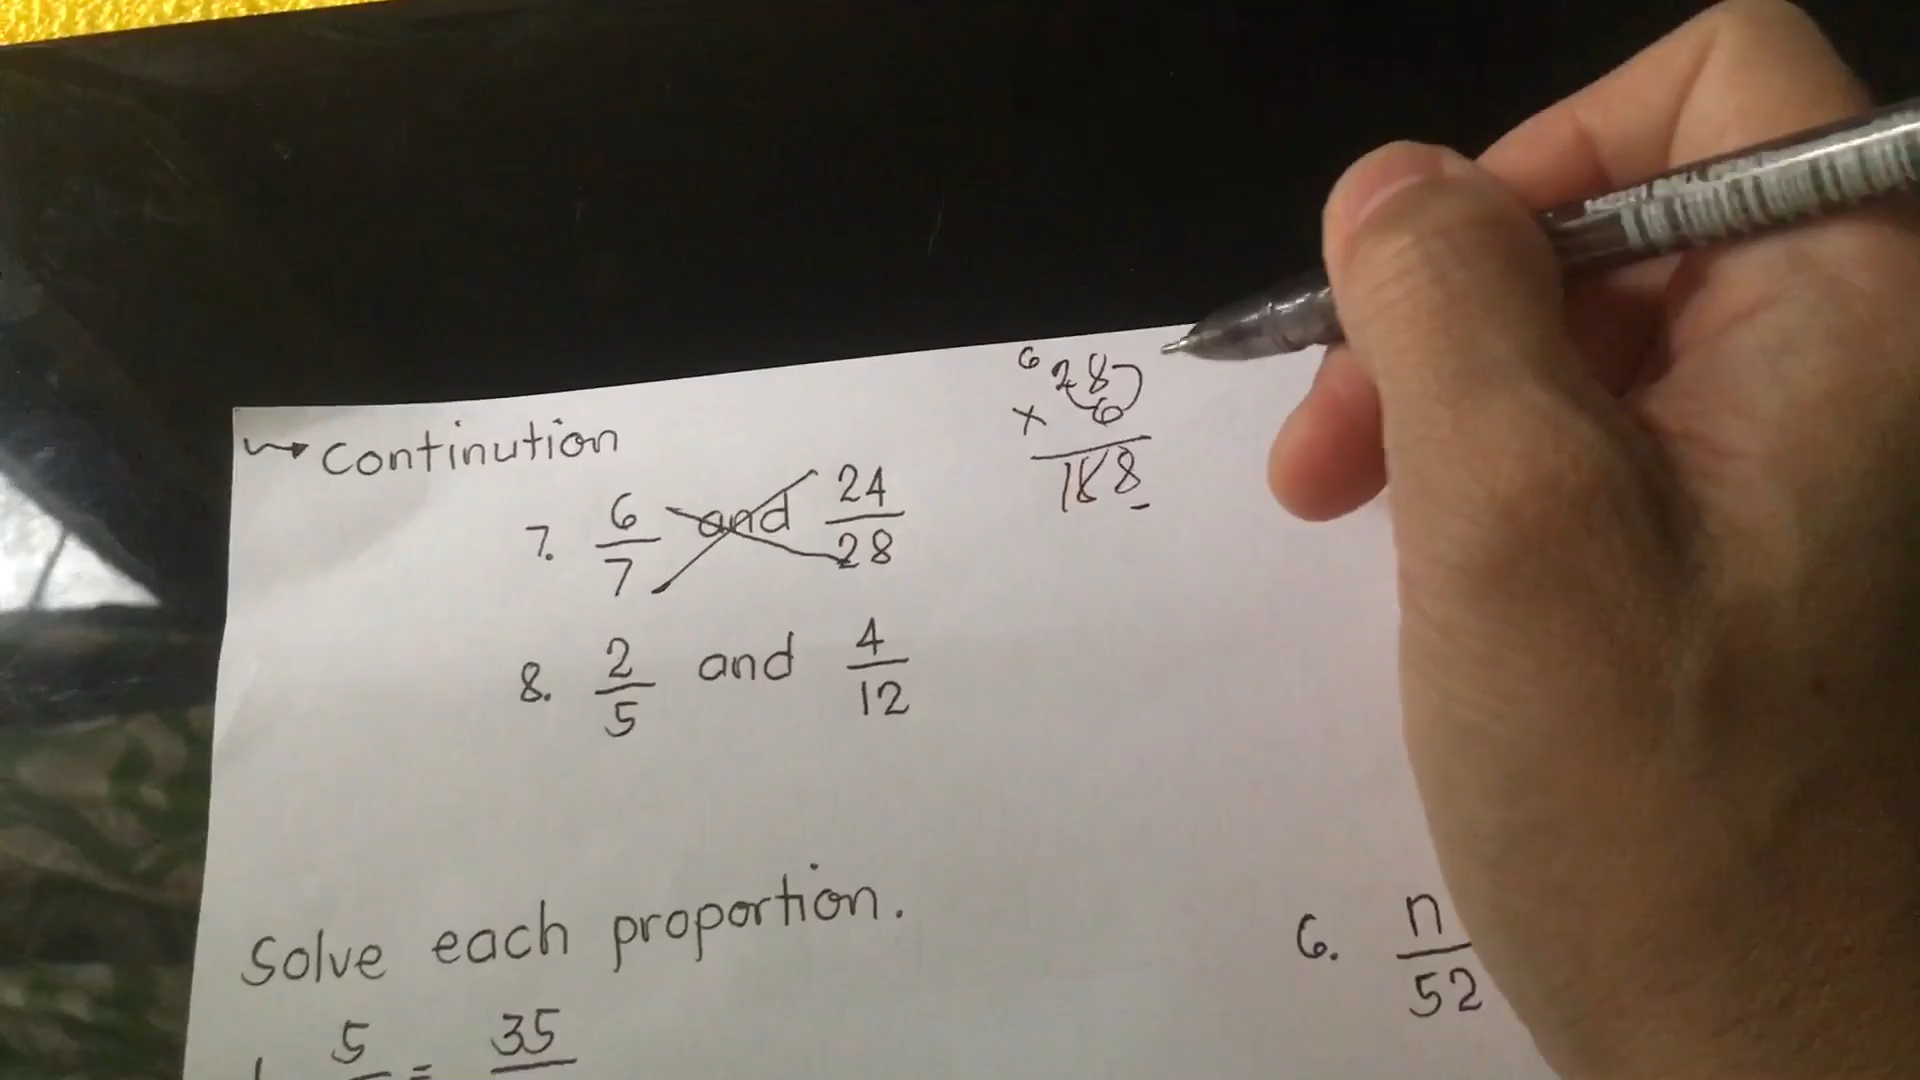 → Continution
7. 6/7 and 24/28
8. 2/5 and 4/12
6
28
× 6
188
Solve each proportion.
5 = 35
6. n
52